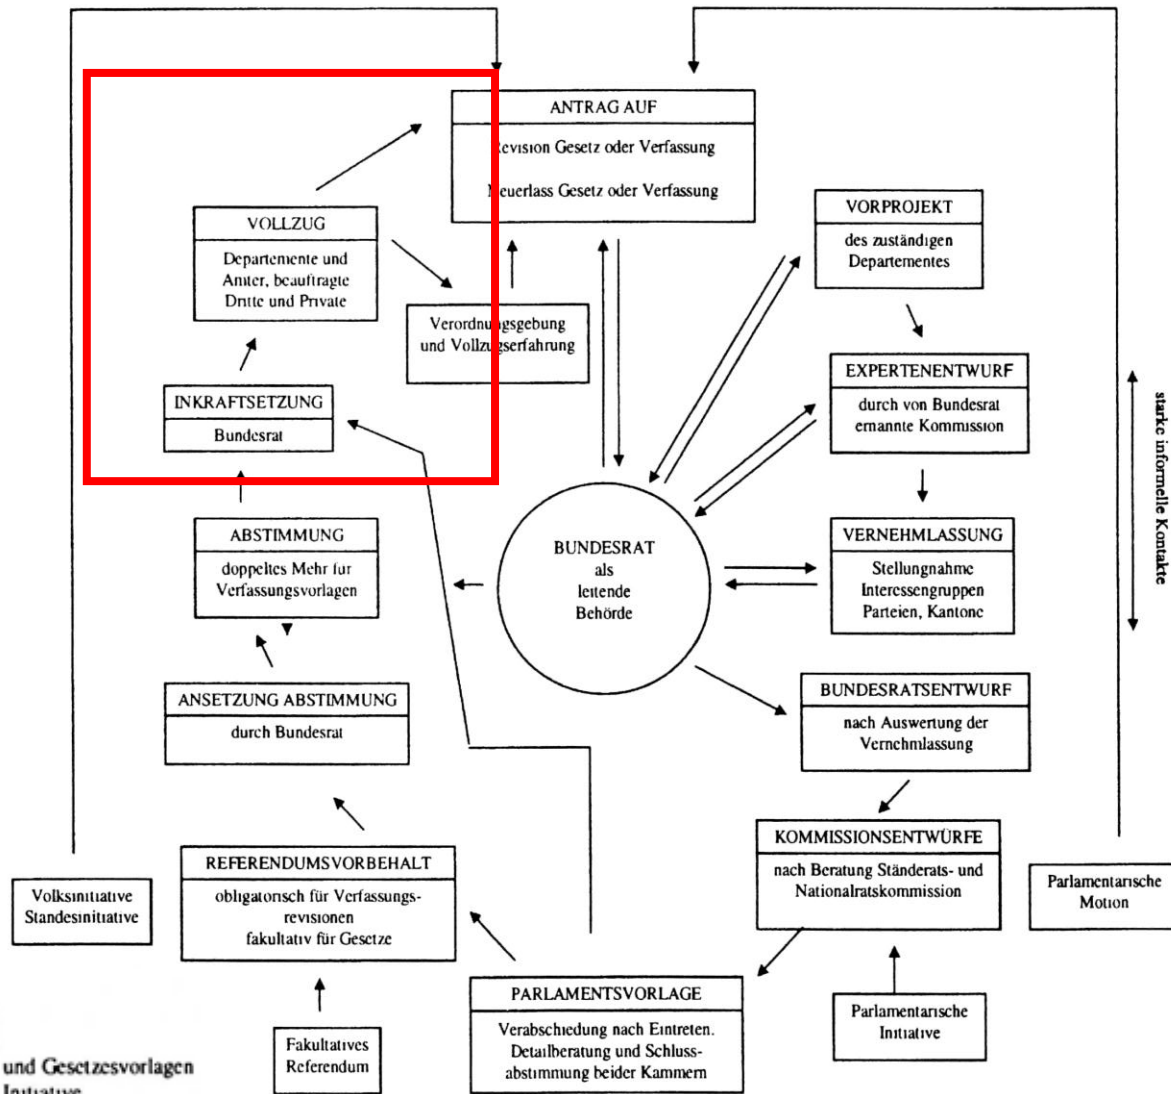 ANTRAG AUF
Revision Gesetz oder Verfassung
Neuerlass Gesetz oder Verfassung
VORPROJEKT
des zuständigen
Departementes
VOLLZUG
Departemente und
Ämter, beauftragte
Dritte und Private
Verordnungsgebung
und Vollzugserfahrung
EXPERTENENTWURF
durch von Bundesrat
ernannte Kommission
INKRAFTSETZUNG
Bundesrat
starke informelle Kontakte
ABSTIMMUNG
doppeltes Mehr für
Verfassungsvorlagen
BUNDESRAT
als
leitende
Behörde
VERNEHMLASSUNG
Stellungnahme
Interessengruppen
Parteien, Kantone
ANSETZUNG ABSTIMMUNG
durch Bundesrat
BUNDESRATSENTWURF
nach Auswertung der
Vernehmlassung
KOMMISSIONSENTWÜRFE
nach Beratung Ständerats- und
Nationalratskommission
REFERENDUMSVORBEHALT
obligatorisch für Verfassungs-
revisionen
fakultativ für Gesetze
Volksinitiative
Standesinitiative
Parlamentarische
Motion
PARLAMENTSVORLAGE
Verabschiedung nach Eintreten.
Detailberatung und Schluss-
abstimmung beider Kammern
Parlamentarische
Initiative
Fakultatives
Referendum
und Gesetzesvorlagen
Initiative